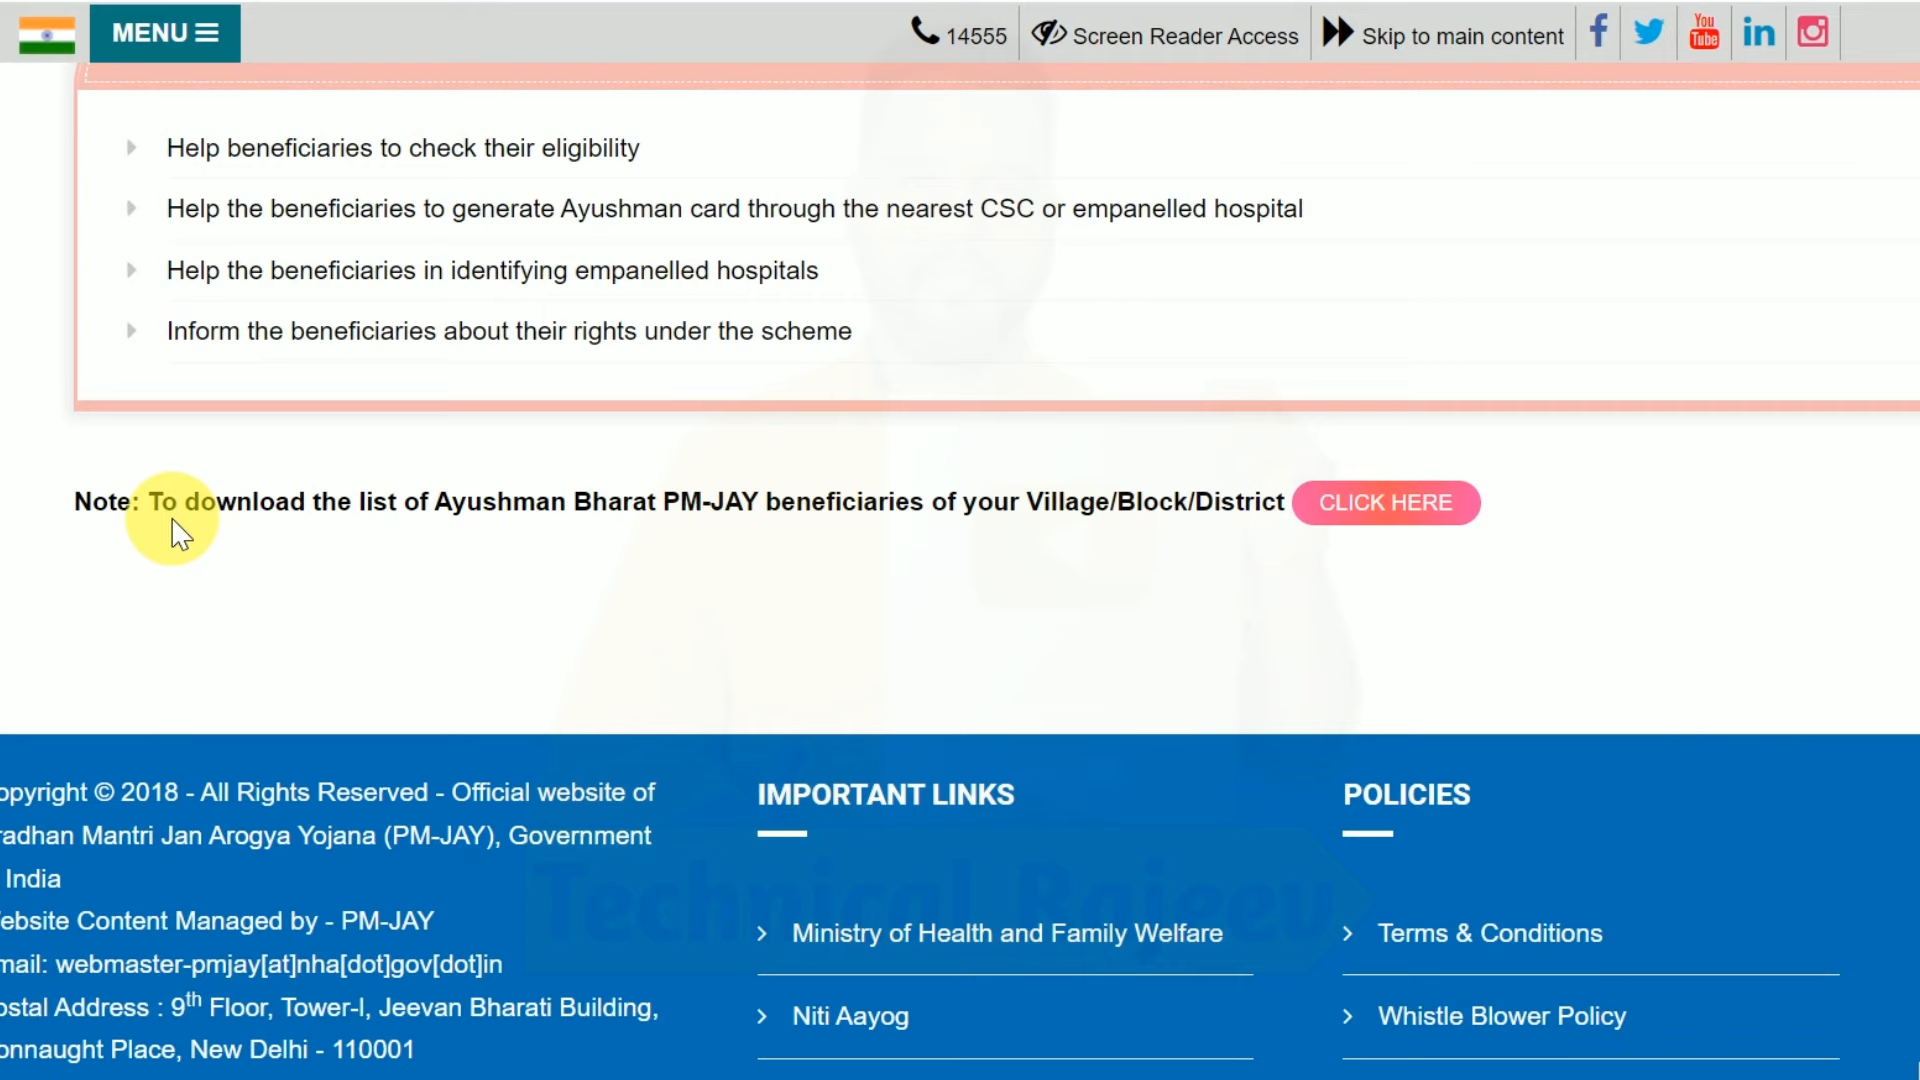 MENU
14555
Screen Reader Access
Skip to main content
You
Tube
in
Help beneficiaries to check their eligibility
Help the beneficiaries to generate Ayushman card through the nearest CSC or empanelled hospital
Help the beneficiaries in identifying empanelled hospitals
Inform the beneficiaries about their rights under the scheme
Note: To download the list of Ayushman Bharat PM-JAY beneficiaries of your Village/Block/District CLICK HERE
opyright © 2018 - All Rights Reserved - Official website of
radhan Mantri Jan Arogya Yojana (PM-JAY), Government
India
ebsite Content Managed by - PM-JAY
mail: webmaster-pmjay[at]nha[dot]gov[dot]in
ostal Address : 9th Floor, Tower-I, Jeevan Bharati Building,
onnaught Place, New Delhi - 110001
IMPORTANT LINKS
Ministry of Health and Family Welfare
Niti Aayog
POLICIES
Terms & Conditions
Whistle Blower Policy
Technical Rajeev